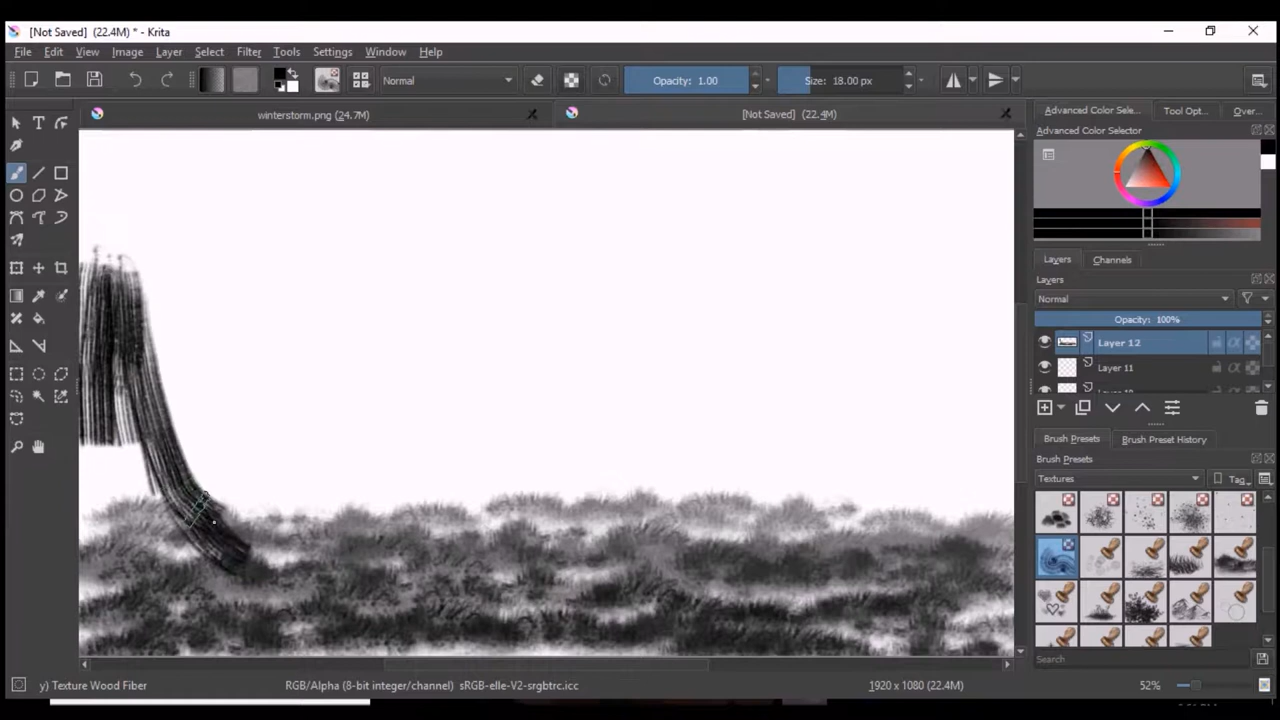 [Not Saved] (22.4M) * - Krita
File Edit View Image Layer Select Filter Tools Settings Window Help
Normal Opacity: 1.00 Size: 18.00 px
winterstorm.png (24.7M) [Not Saved] (22.4M)
Advanced Color Sele... Tool Opt... Over...
Advanced Color Selector
Layers Channels
Layers
Normal
Opacity: 100%
Layer 12
Layer 11
Brush Presets Brush Preset History
Brush Presets
Textures Tag
Search
y) Texture Wood Fiber RGB/Alpha (8-bit integer/channel) sRGB-elle-V2-srgbtrc.icc 1920 x 1080 (22.4M) 52%